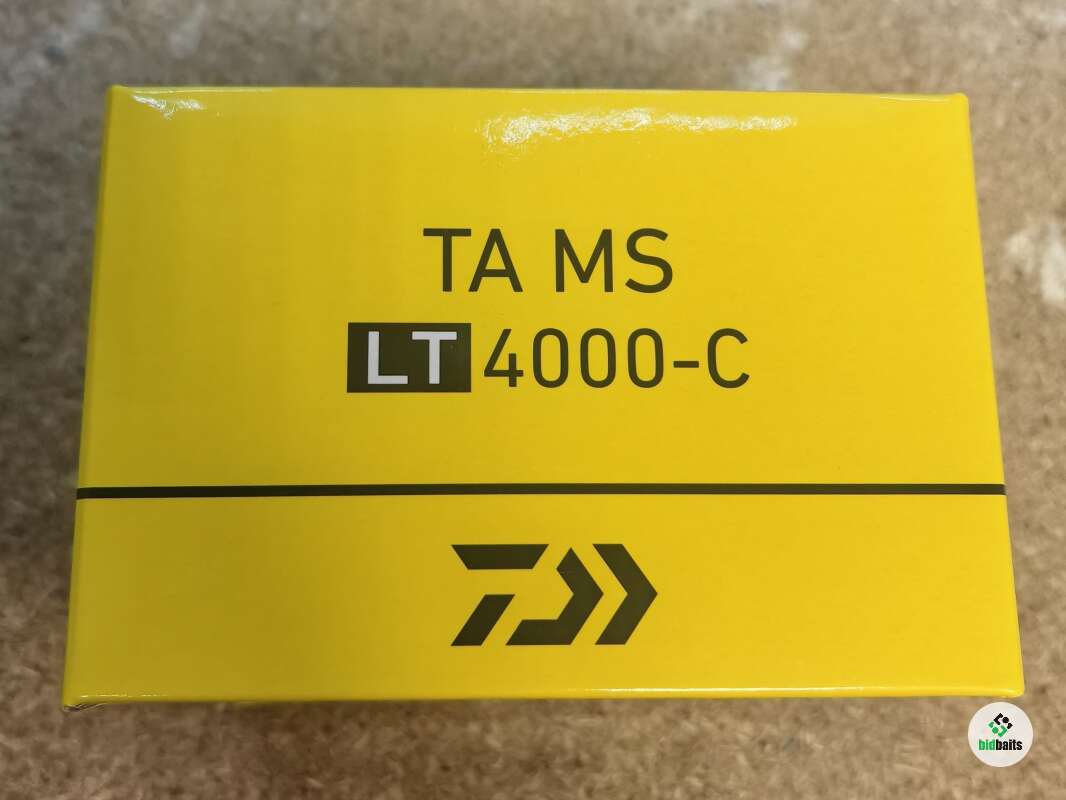 TA MS
LT 4000-C
bidbaits